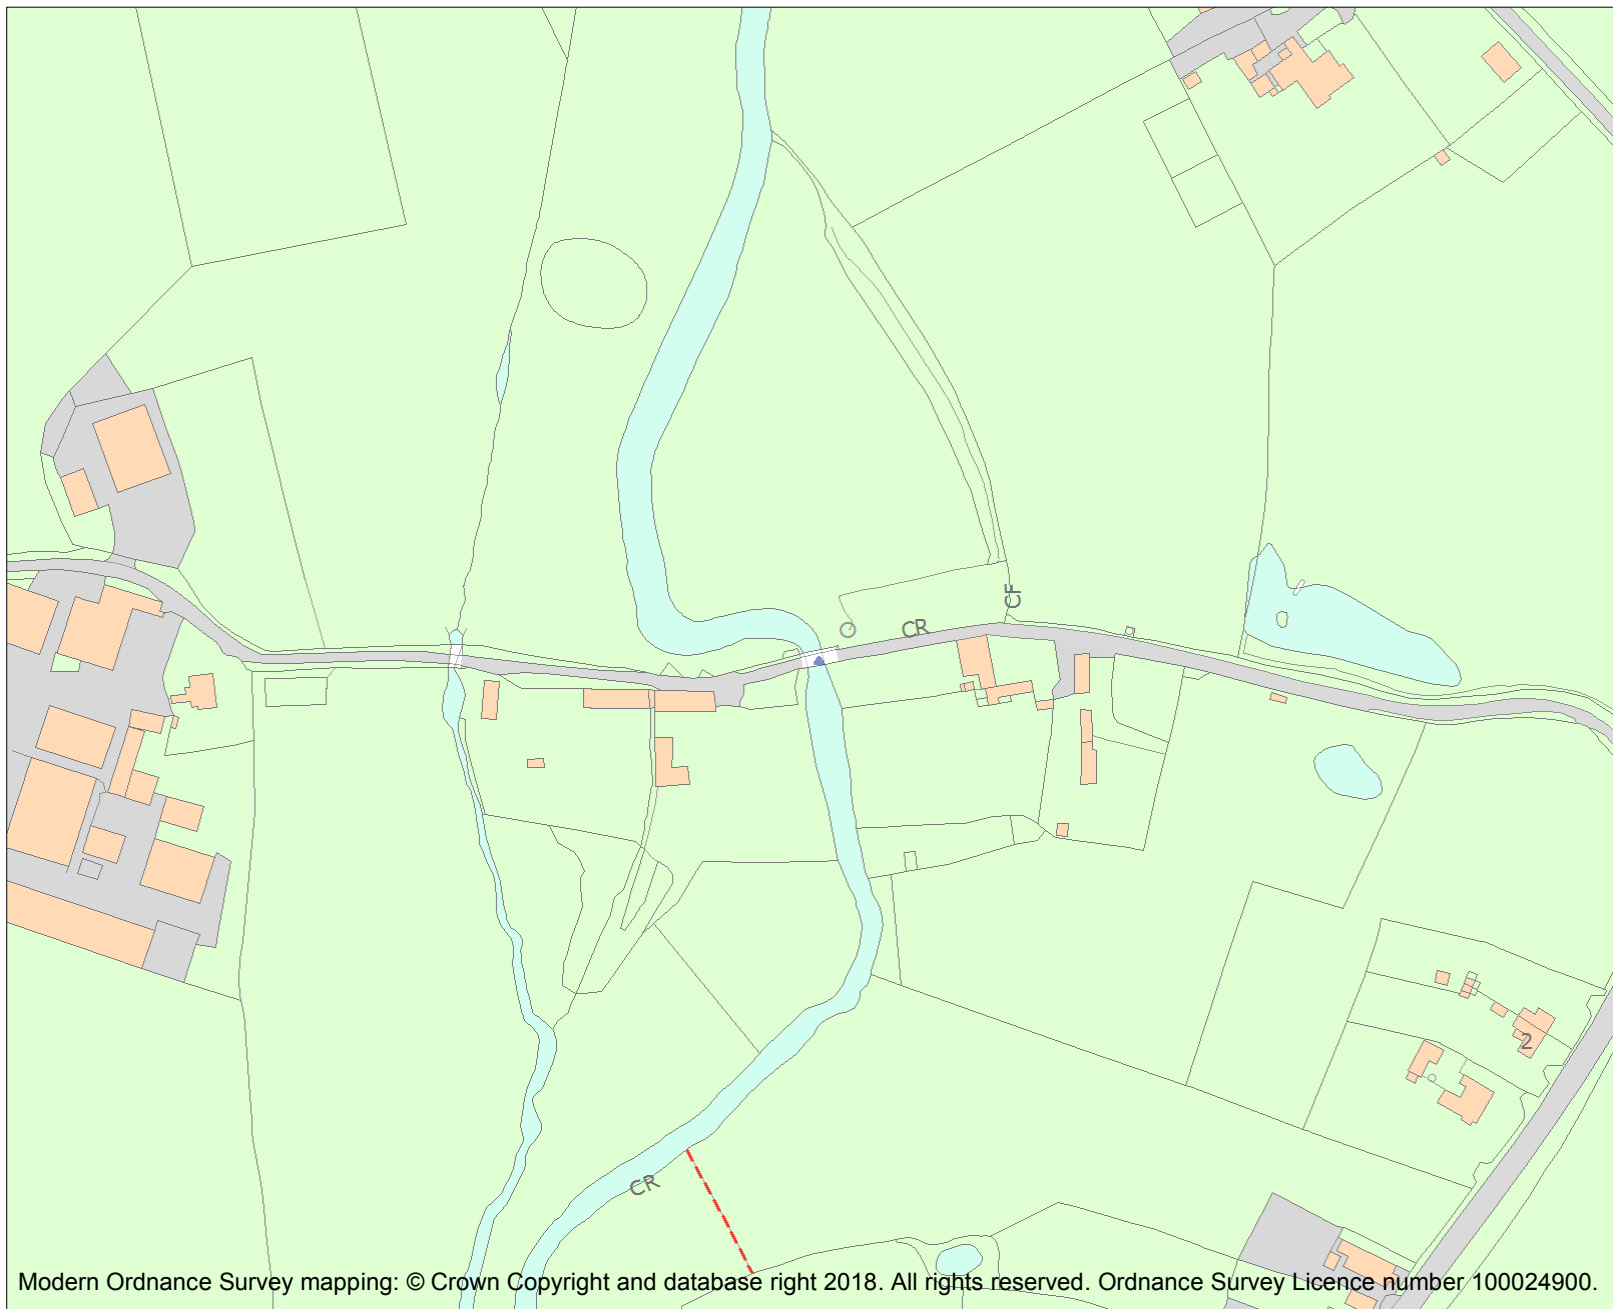 CF
CR
2
CR
Modern Ordnance Survey mapping: © Crown Copyright and database right 2018. All rights reserved. Ordnance Survey Licence number 100024900.